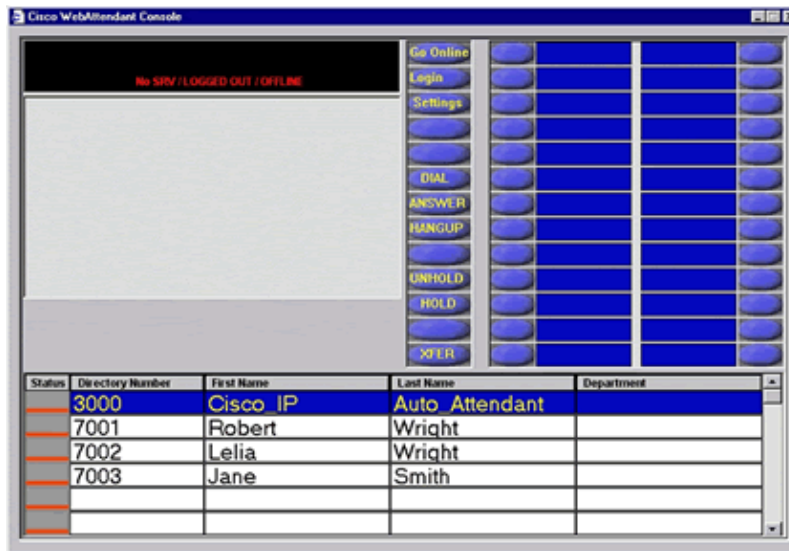 Cisco WebAttendant Console
No SRV / LOGGED OUT / OFFLINE
Go Online
Login
Settings
DIAL
ANSWER
HANGUP
UNHOLD
HOLD
XFER
Status Directory Number First Name Last Name Department
3000 Cisco_IP Auto_Attendant
7001 Robert Wright
7002 Lelia Wright
7003 Jane Smith